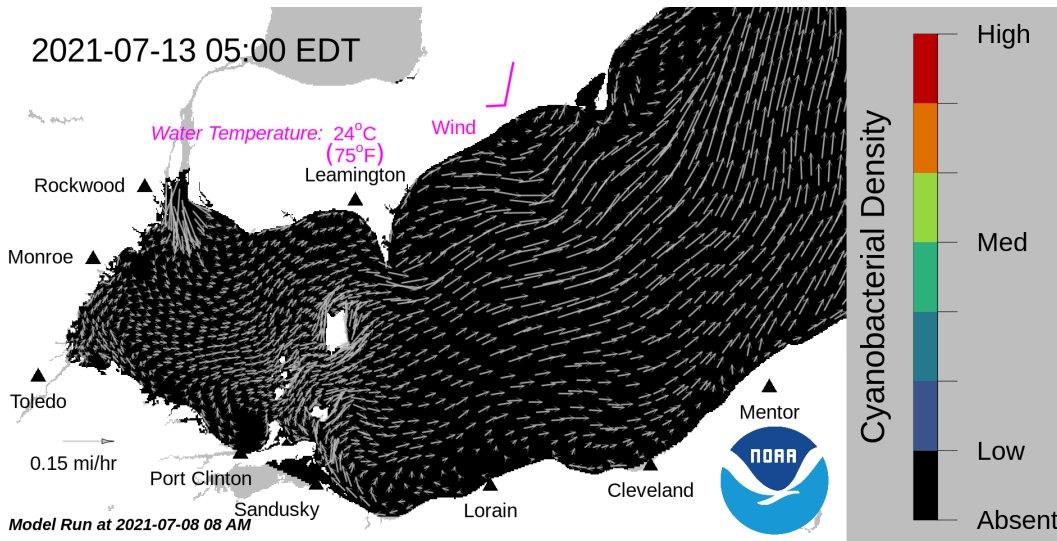 2021-07-13 05:00 EDT
Water Temperature: 24°C
(75°F)
Wind
Leamington
Rockwood
Monroe
Toledo
0.15 mi/hr
Port Clinton
Sandusky
Lorain
Cleveland
Mentor
NOAA
Model Run at 2021-07-08 08 AM
Cyanobacterial Density
High
Med
Low
Absent